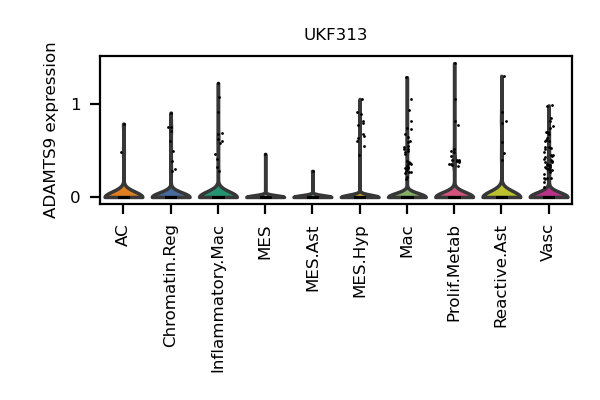 UKF313
ADAMTS9 expression
1
0
AC
Chromatin.Reg
Inflammatory.Mac
MES
MES.Ast
MES.Hyp
Mac
Prolif.Metab
Reactive.Ast
Vasc